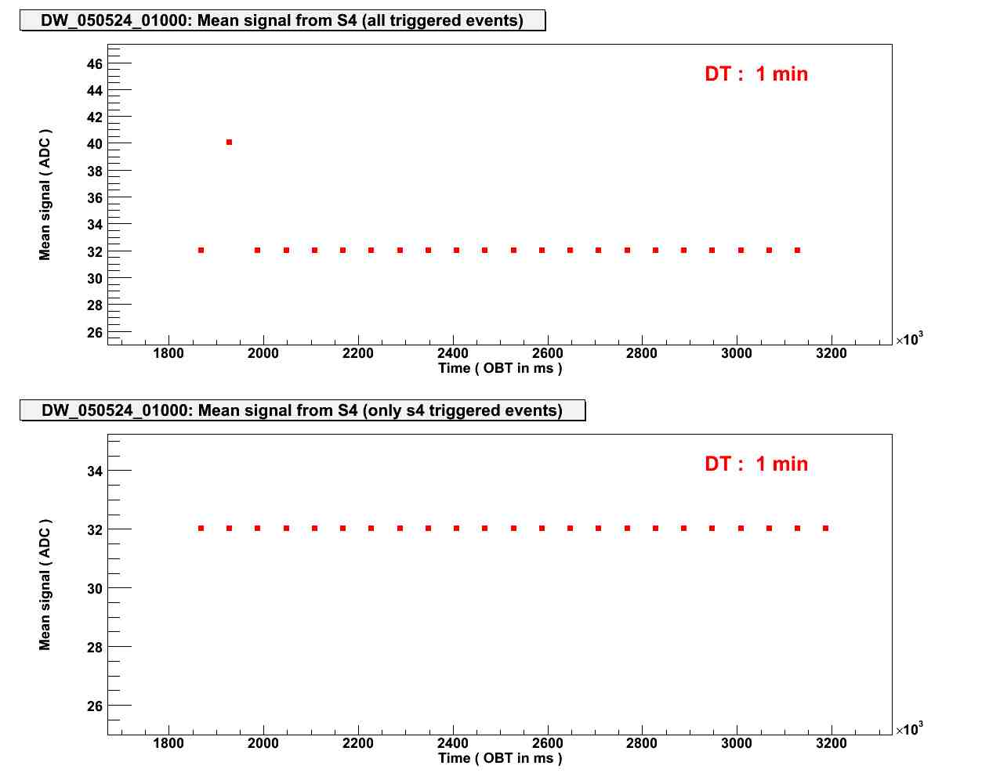 DW_050524_01000: Mean signal from S4 (all triggered events)
DT : 1 min
Mean signal ( ADC )
46
44
42
40
38
36
34
32
30
28
26
1800 2000 2200 2400 2600 2800 3000 3200
×10³
Time ( OBT in ms )
DW_050524_01000: Mean signal from S4 (only s4 triggered events)
DT : 1 min
Mean signal ( ADC )
34
32
30
28
26
1800 2000 2200 2400 2600 2800 3000 3200
×10³
Time ( OBT in ms )